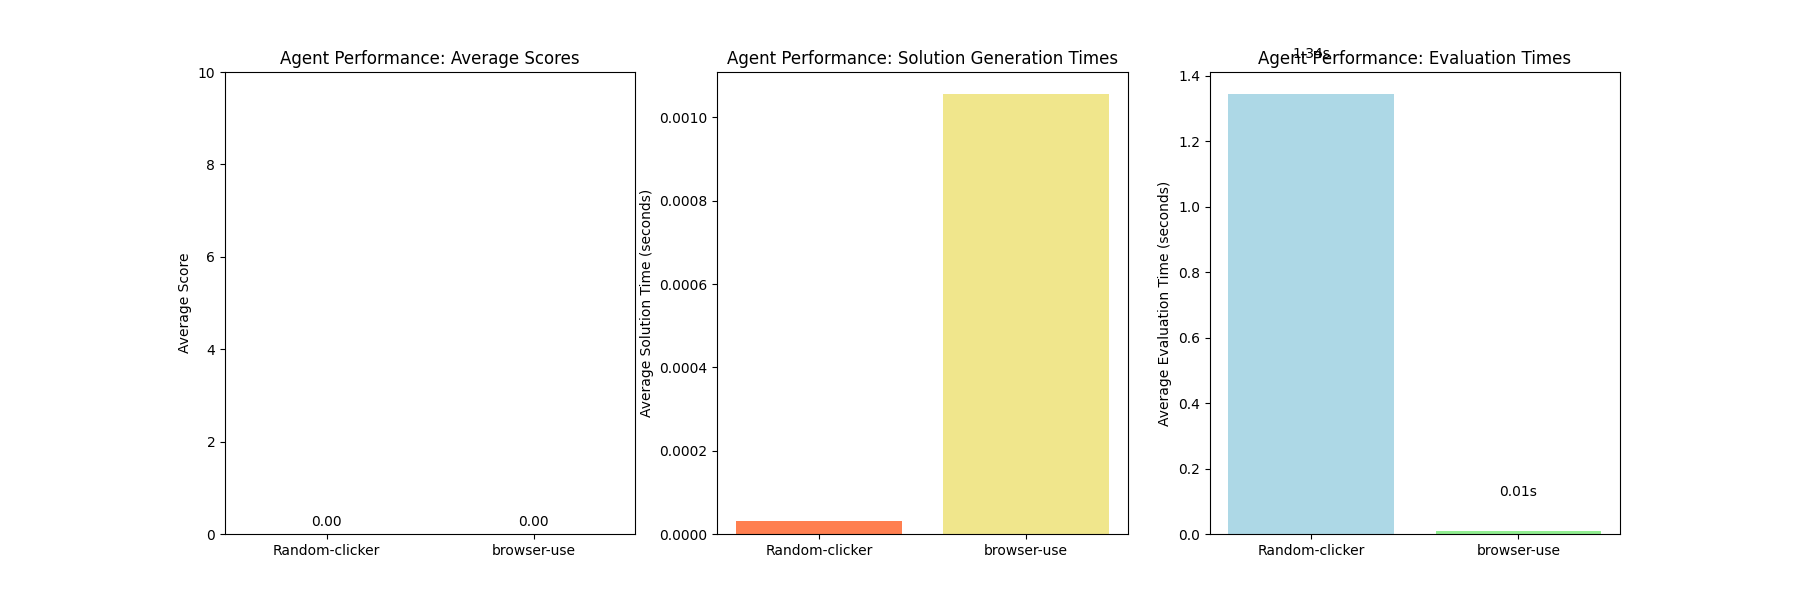 Agent Performance: Average Scores
Average Score
10
8
6
4
2
0
0.00
0.00
Random-clicker
browser-use
Agent Performance: Solution Generation Times
Average Solution Time (seconds)
0.0010
0.0008
0.0006
0.0004
0.0002
0.0000
Random-clicker
browser-use
Agent Performance: Evaluation Times
1.34s
Average Evaluation Time (seconds)
1.4
1.2
1.0
0.8
0.6
0.4
0.2
0.0
0.01s
Random-clicker
browser-use